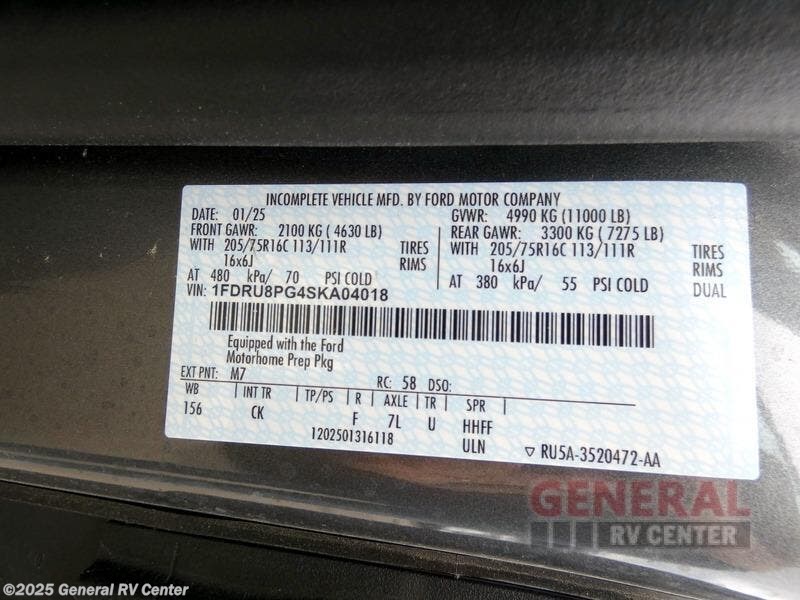 INCOMPLETE VEHICLE MFD. BY FORD MOTOR COMPANY
DATE: 01/25 GVWR: 4990 KG (11000 LB)
FRONT GAWR: 2100 KG ( 4630 LB) REAR GAWR: 3300 KG ( 7275 LB)
WITH 205/75R16C 113/111R TIRES WITH 205/75R16C 113/111R TIRES
16x6J RIMS 16x6J RIMS
AT 480 kPa/ 70 PSI COLD AT 380 kPa/ 55 PSI COLD DUAL
VIN: 1FDRU8PG4SKA04018
Equipped with the Ford
Motorhome Prep Pkg
EXT PNT: M7 RC: 58 DSO:
WB INT TR TP/PS R AXLE TR SPR
156 CK F 7L U HHFF
1202501316118 ULN ▽ RU5A-3520472-AA
GENERAL
RV CENTER
©2025 General RV Center